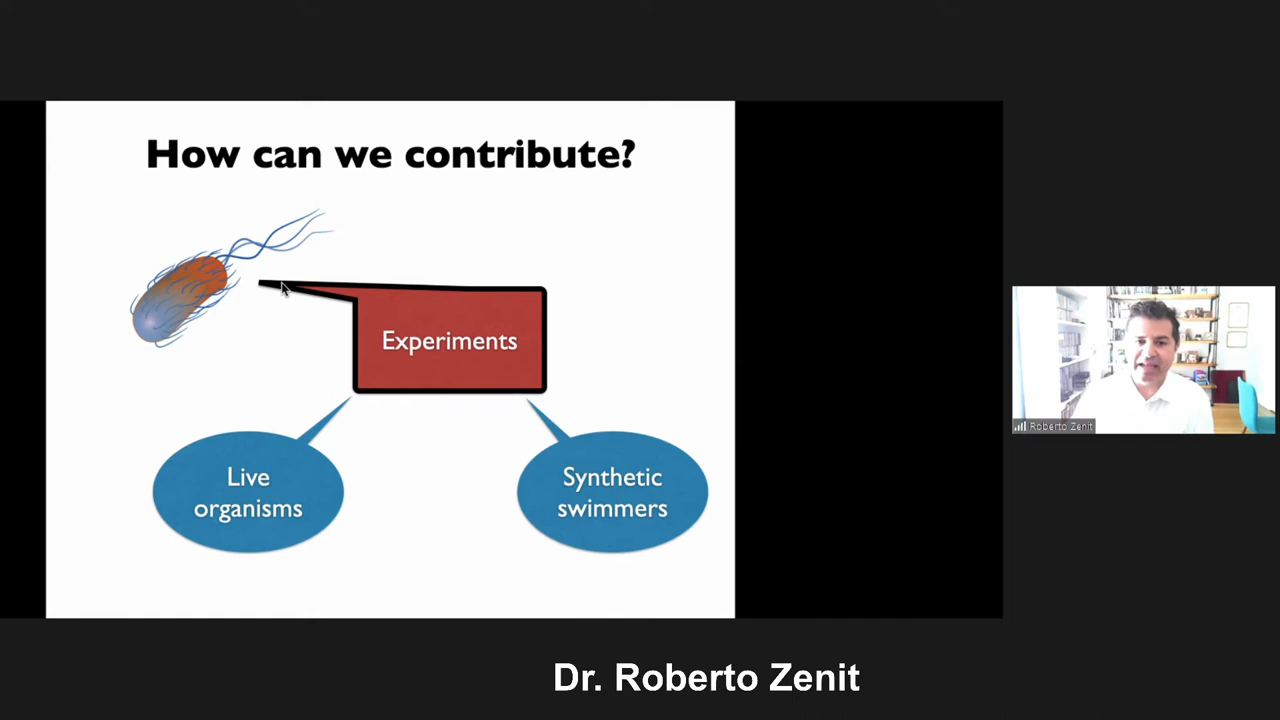 How can we contribute?
Experiments
Live
organisms
Synthetic
swimmers
Roberto Zenit
Dr. Roberto Zenit